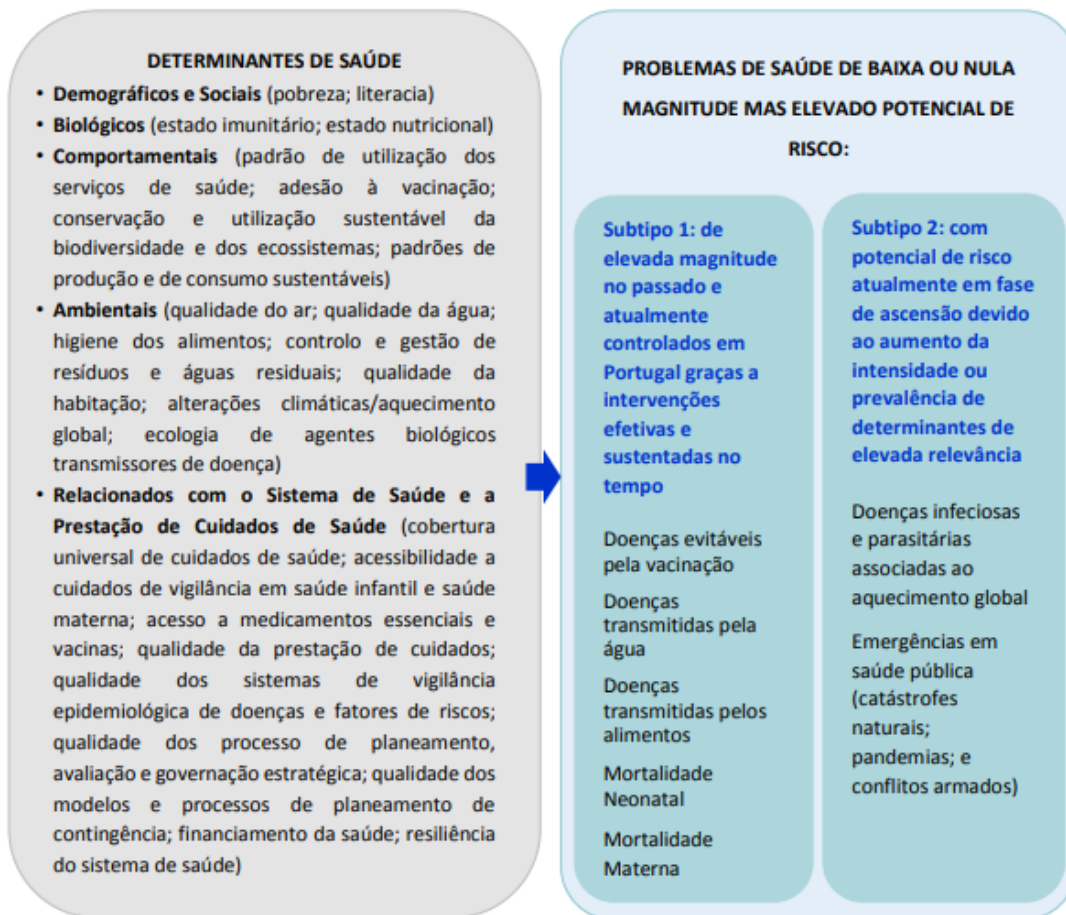 DETERMINANTES DE SAÚDE
• Demográficos e Sociais (pobreza; literacia)
• Biológicos (estado imunitário; estado nutricional)
• Comportamentais (padrão de utilização dos
serviços de saúde; adesão à vacinação;
conservação e utilização sustentável da
biodiversidade e dos ecossistemas; padrões de
produção e de consumo sustentáveis)
• Ambientais (qualidade do ar; qualidade da água;
higiene dos alimentos; controlo e gestão de
resíduos e águas residuais; qualidade da
habitação; alterações climáticas/aquecimento
global; ecologia de agentes biológicos
transmissores de doença)
• Relacionados com o Sistema de Saúde e a
Prestação de Cuidados de Saúde (cobertura
universal de cuidados de saúde; acessibilidade a
cuidados de vigilância em saúde infantil e saúde
materna; acesso a medicamentos essenciais e
vacinas; qualidade da prestação de cuidados;
qualidade dos sistemas de vigilância
epidemiológica de doenças e fatores de riscos;
qualidade dos processo de planeamento,
avaliação e governação estratégica; qualidade dos
modelos e processos de planeamento de
contingência; financiamento da saúde; resiliência
do sistema de saúde)
PROBLEMAS DE SAÚDE DE BAIXA OU NULA
MAGNITUDE MAS ELEVADO POTENCIAL DE
RISCO:
Subtipo 1: de
elevada magnitude
no passado e
atualmente
controlados em
Portugal graças a
intervenções
efetivas e
sustentadas no
tempo
Doenças evitáveis
pela vacinação
Doenças
transmitidas pela
água
Doenças
transmitidas pelos
alimentos
Mortalidade
Neonatal
Mortalidade
Materna
Subtipo 2: com
potencial de risco
atualmente em fase
de ascensão devido
ao aumento da
intensidade ou
prevalência de
determinantes de
elevada relevância
Doenças infeciosas
e parasitárias
associadas ao
aquecimento global
Emergências em
saúde pública
(catástrofes
naturais;
pandemias; e
conflitos armados)